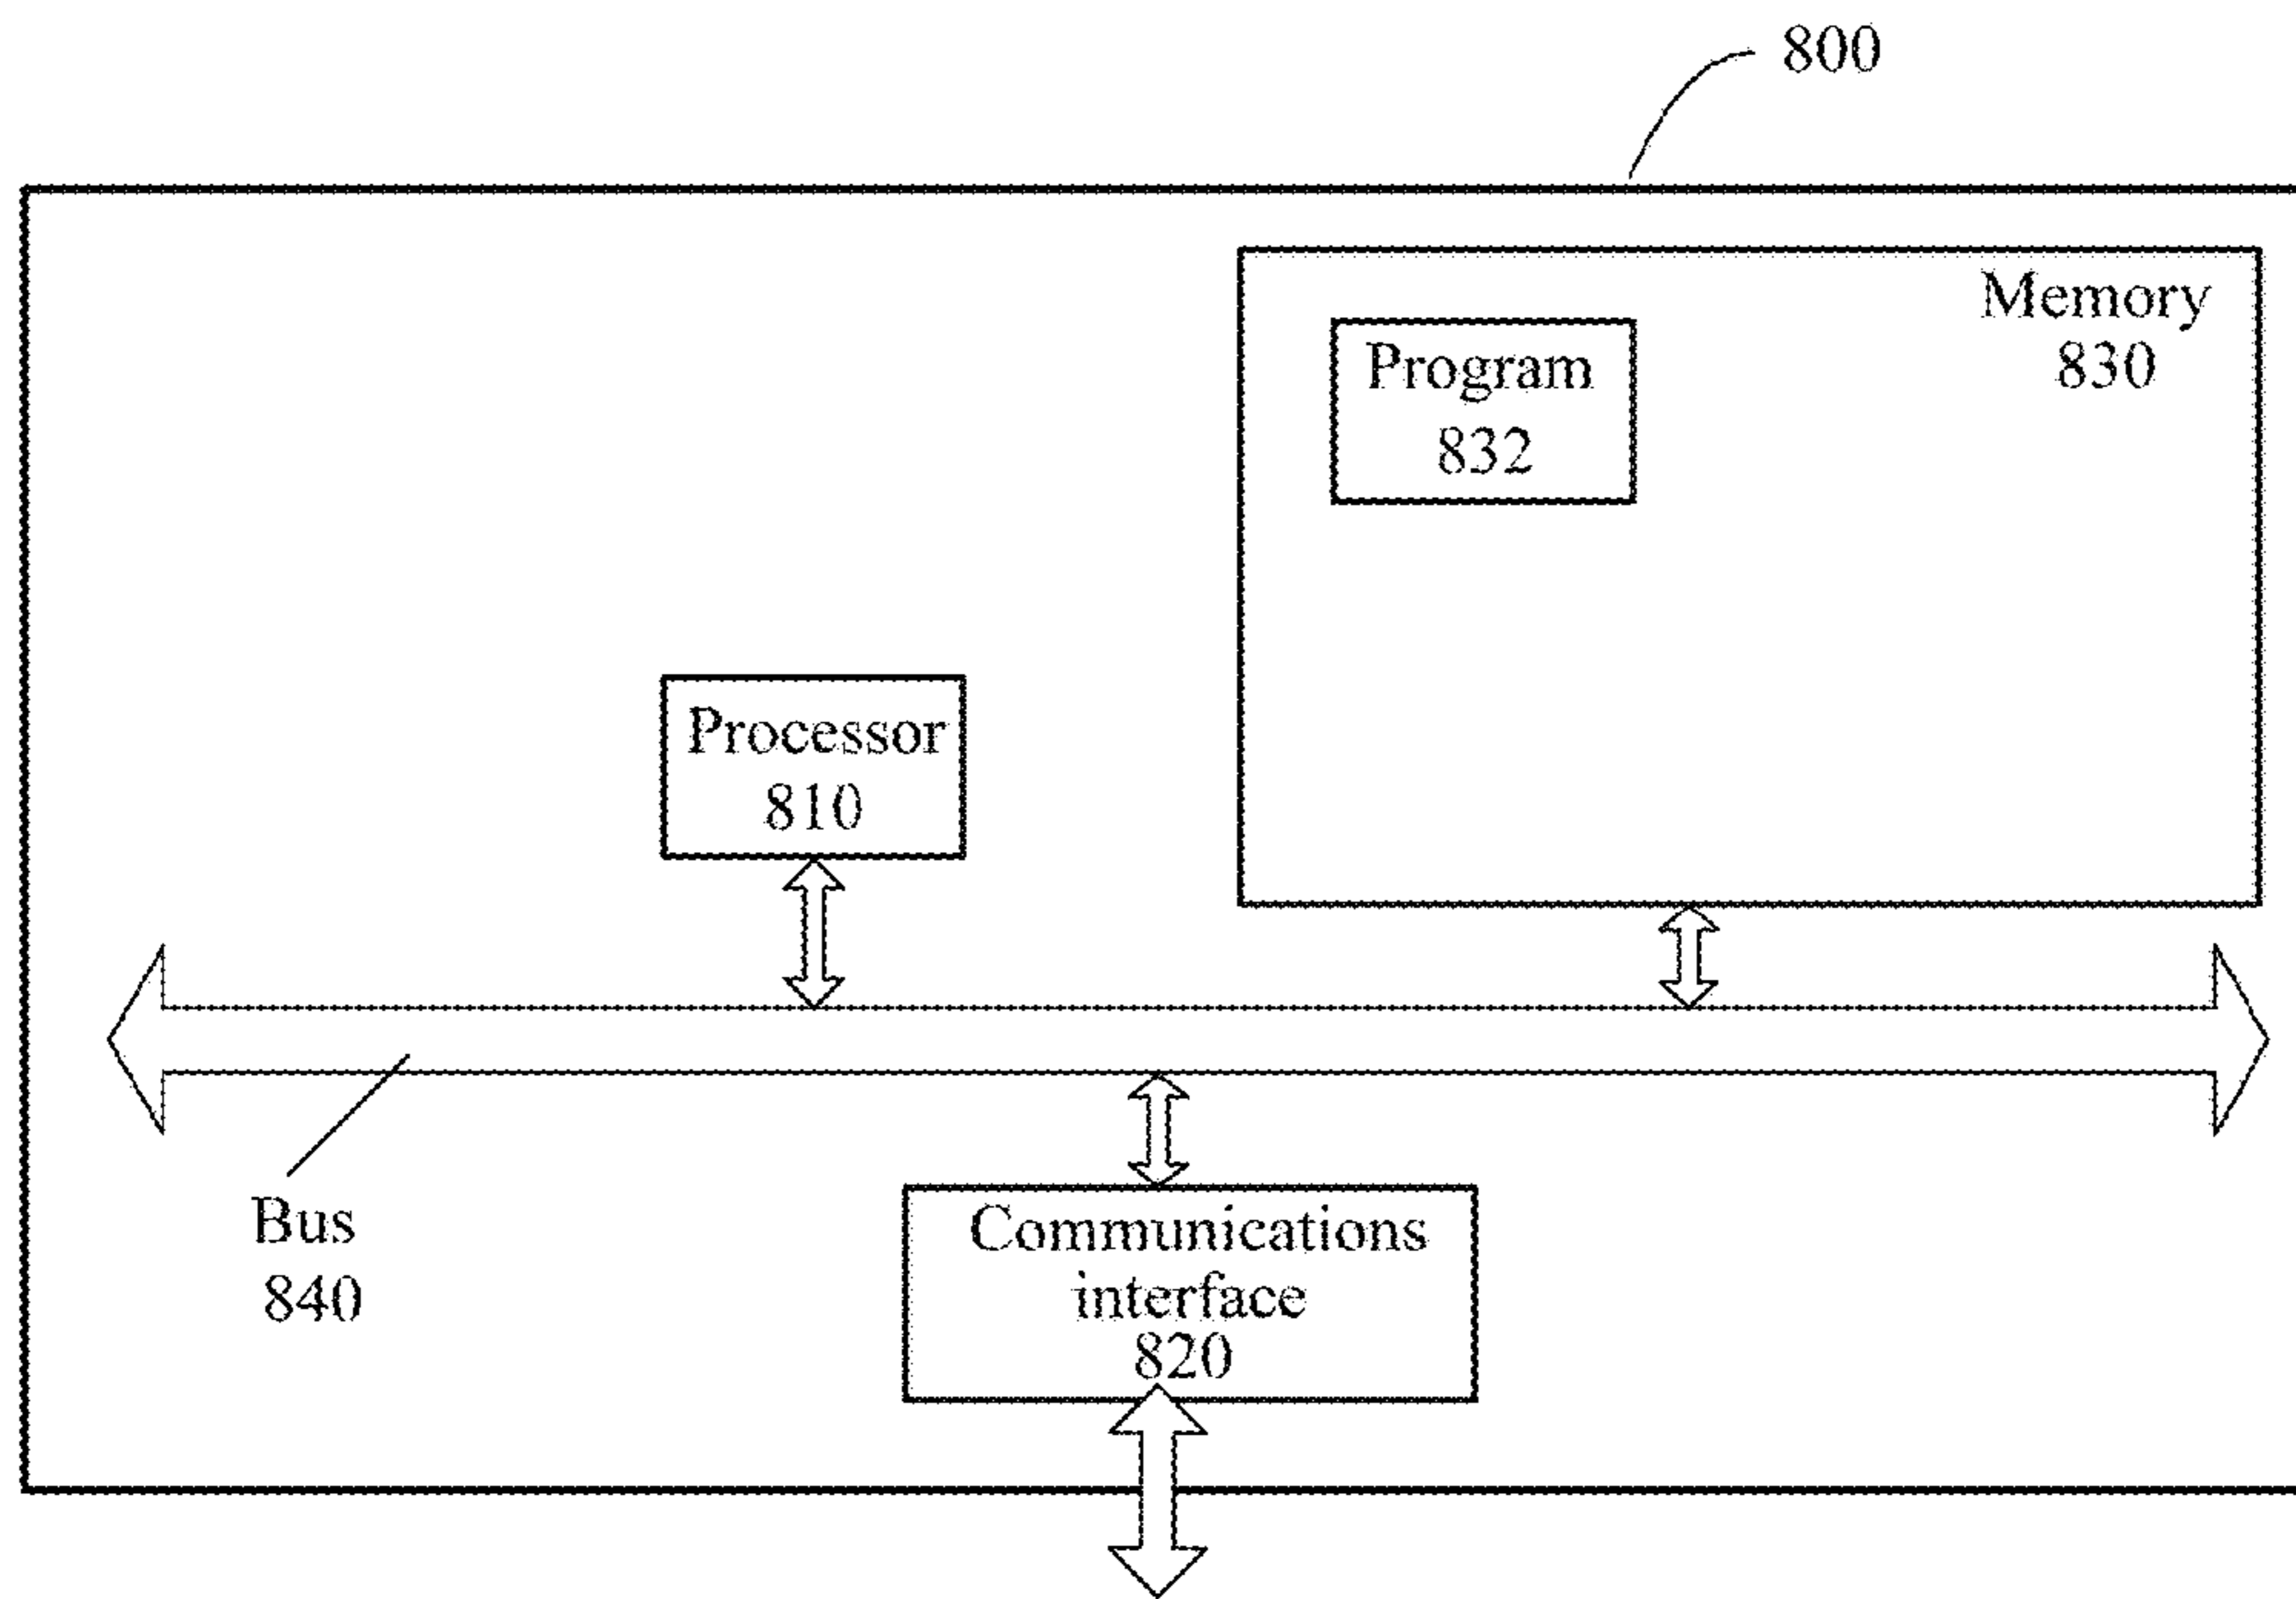 800
Memory
830
Program
832
Processor
810
Bus
840
Communications
interface
820